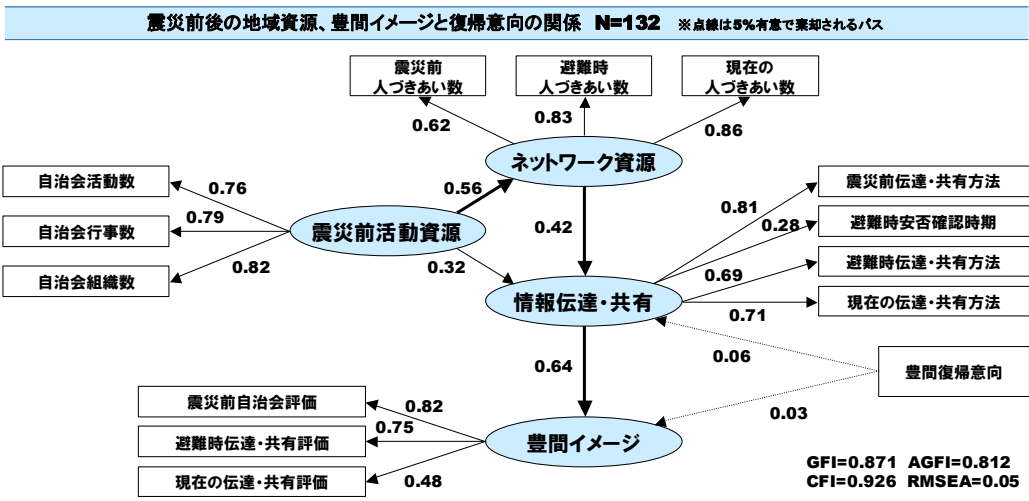 震災前後の地域資源、豊間イメージと復帰意向の関係 N=132 ※点線は5%有意で棄却されるパス
震災前
人づきあい数
避難時
人づきあい数
現在の
人づきあい数
0.62
0.83
0.86
ネットワーク資源
自治会活動数
自治会行事数
自治会組織数
0.76
0.79
0.82
震災前活動資源
0.56
0.42
0.32
震災前伝達・共有方法
避難時安否確認時期
避難時伝達・共有方法
現在の伝達・共有方法
0.81
0.28
0.69
0.71
情報伝達・共有
0.64
0.06
0.03
豊間復帰意向
震災前自治会評価
避難時伝達・共有評価
現在の伝達・共有評価
0.82
0.75
0.48
豊間イメージ
GFI=0.871 AGFI=0.812
CFI=0.926 RMSEA=0.05